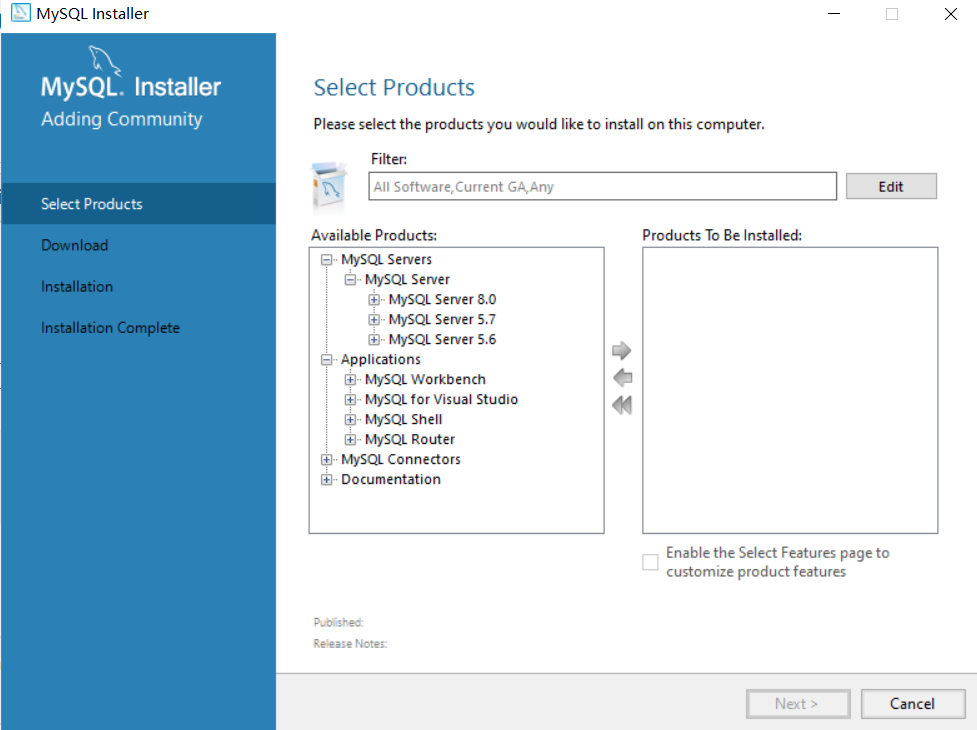 MySQL Installer
MySQL. Installer
Adding Community
Select Products
Download
Installation
Installation Complete
Select Products
Please select the products you would like to install on this computer.
Filter:
All Software,Current GA,Any
Edit
Available Products:
MySQL Servers
MySQL Server
MySQL Server 8.0
MySQL Server 5.7
MySQL Server 5.6
Applications
MySQL Workbench
MySQL for Visual Studio
MySQL Shell
MySQL Router
MySQL Connectors
Documentation
Products To Be Installed:
Enable the Select Features page to
customize product features
Published:
Release Notes:
Next >
Cancel